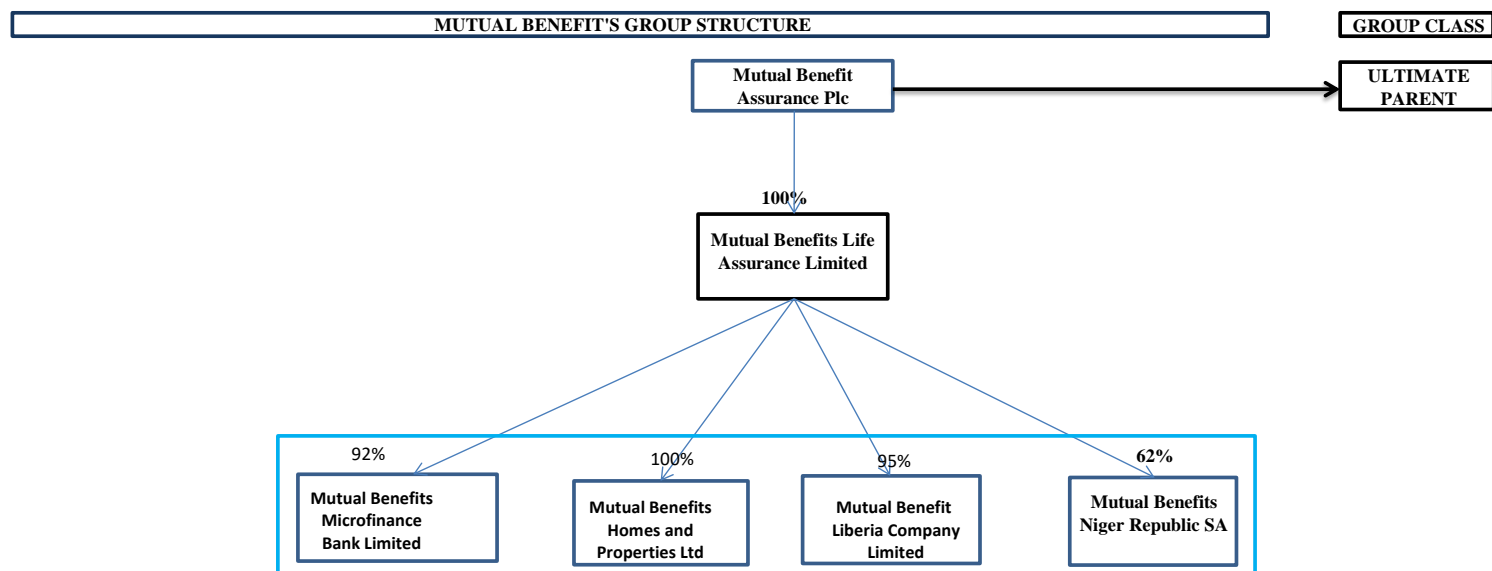 MUTUAL BENEFIT'S GROUP STRUCTURE
GROUP CLASS
Mutual Benefit
Assurance Plc
ULTIMATE
PARENT
100%
Mutual Benefits Life
Assurance Limited
92%
100%
95%
62%
Mutual Benefits
Microfinance
Bank Limited
Mutual Benefits
Homes and
Properties Ltd
Mutual Benefit
Liberia Company
Limited
Mutual Benefits
Niger Republic SA